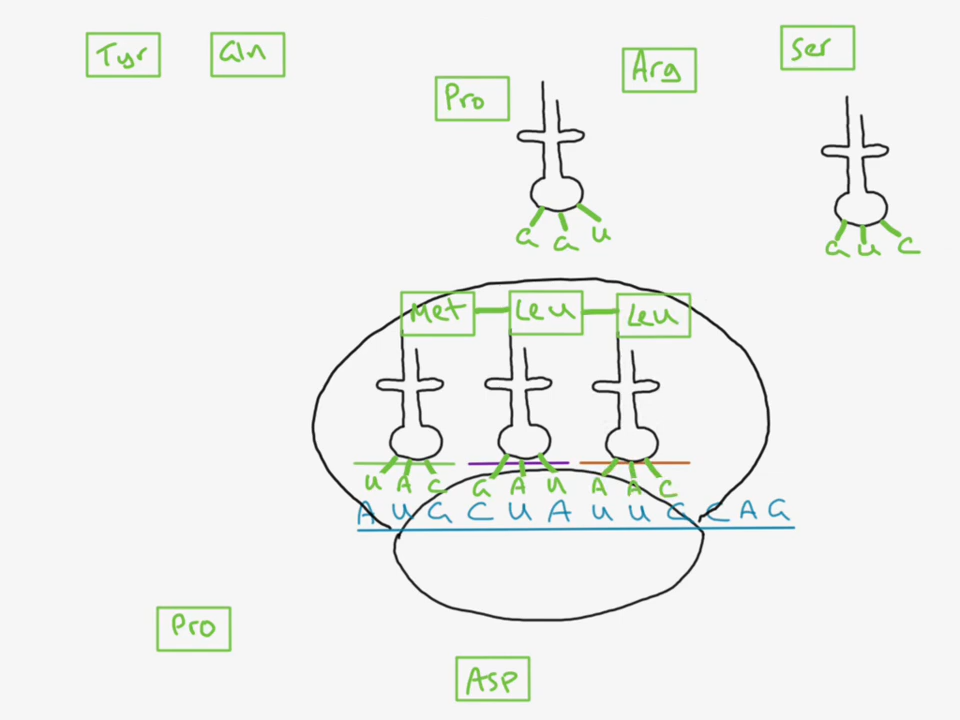 Tyr
Gln
Pro
Arg
Ser
G G U
G U C
Met Leu Leu
U A C G A U A A C
A U G C U A U U G C A G
Pro
Asp